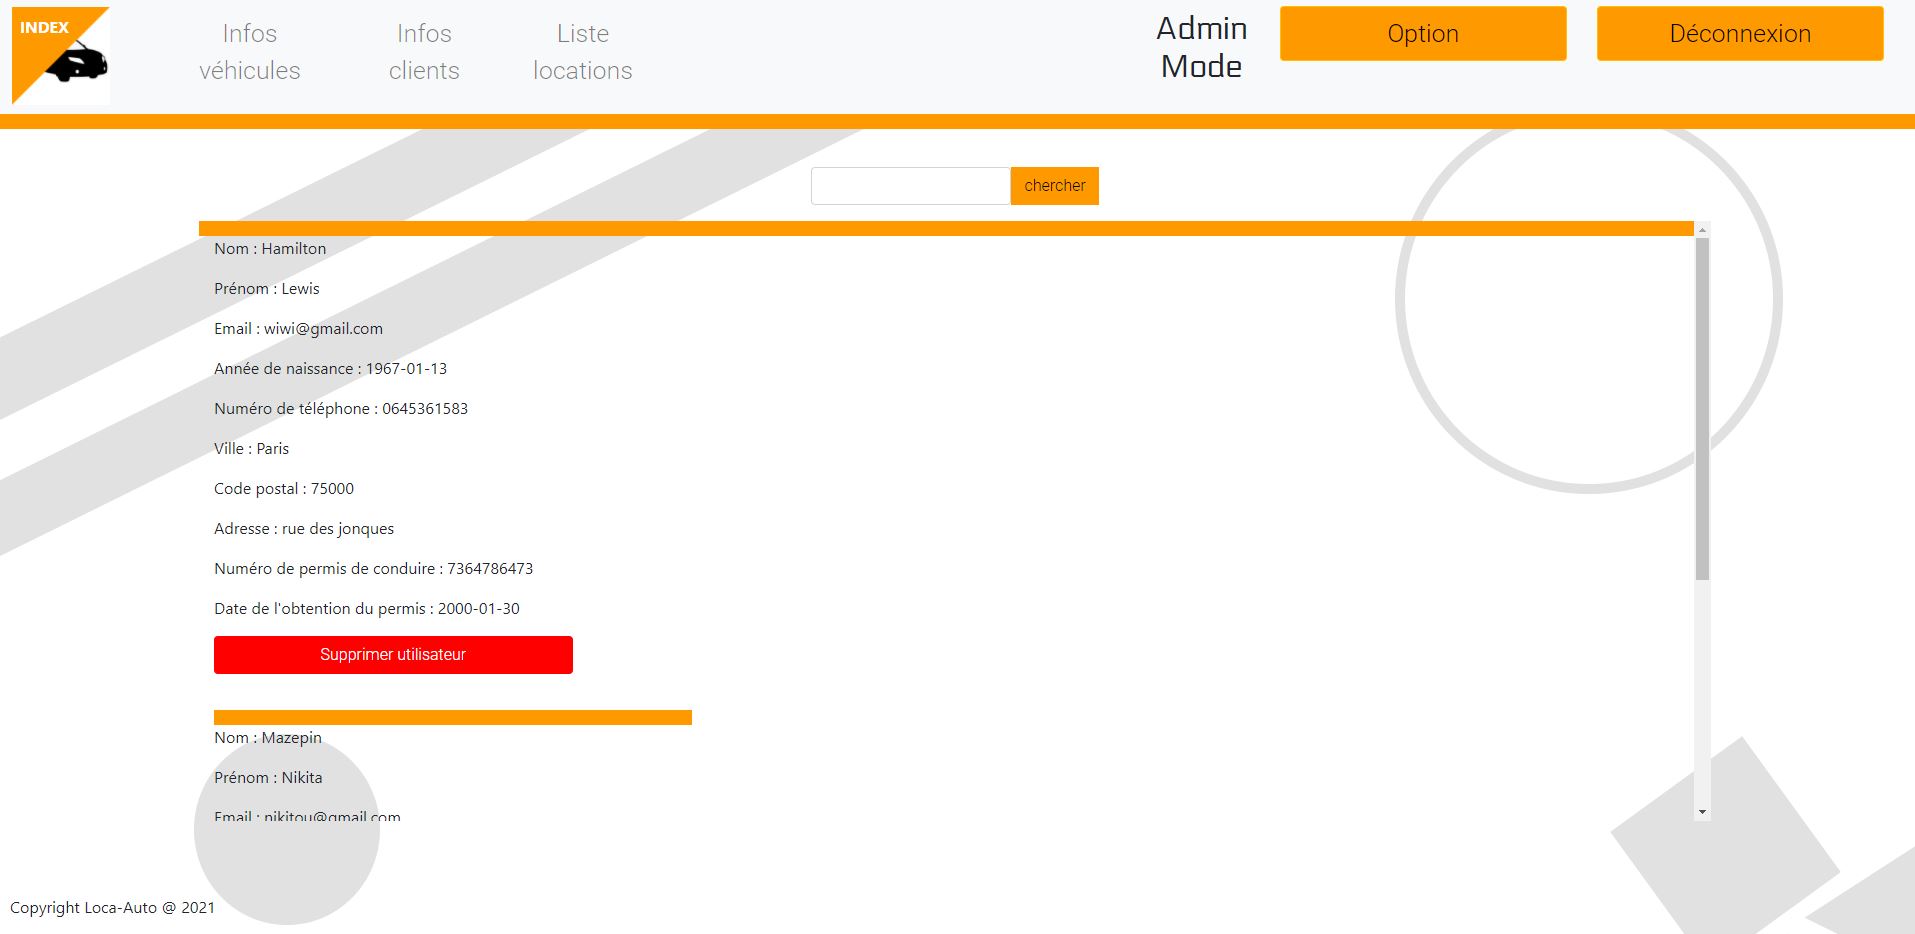 INDEX
Infos
véhicules
Infos
clients
Liste
locations
Admin
Mode
Option
Déconnexion
chercher
Nom : Hamilton
Prénom : Lewis
Email : wiwi@gmail.com
Année de naissance : 1967-01-13
Numéro de téléphone : 0645361583
Ville : Paris
Code postal : 75000
Adresse : rue des jonques
Numéro de permis de conduire : 7364786473
Date de l'obtention du permis : 2000-01-30
Supprimer utilisateur
Nom : Mazepin
Prénom : Nikita
Email : nikitou@gmail.com
Copyright Loca-Auto @ 2021